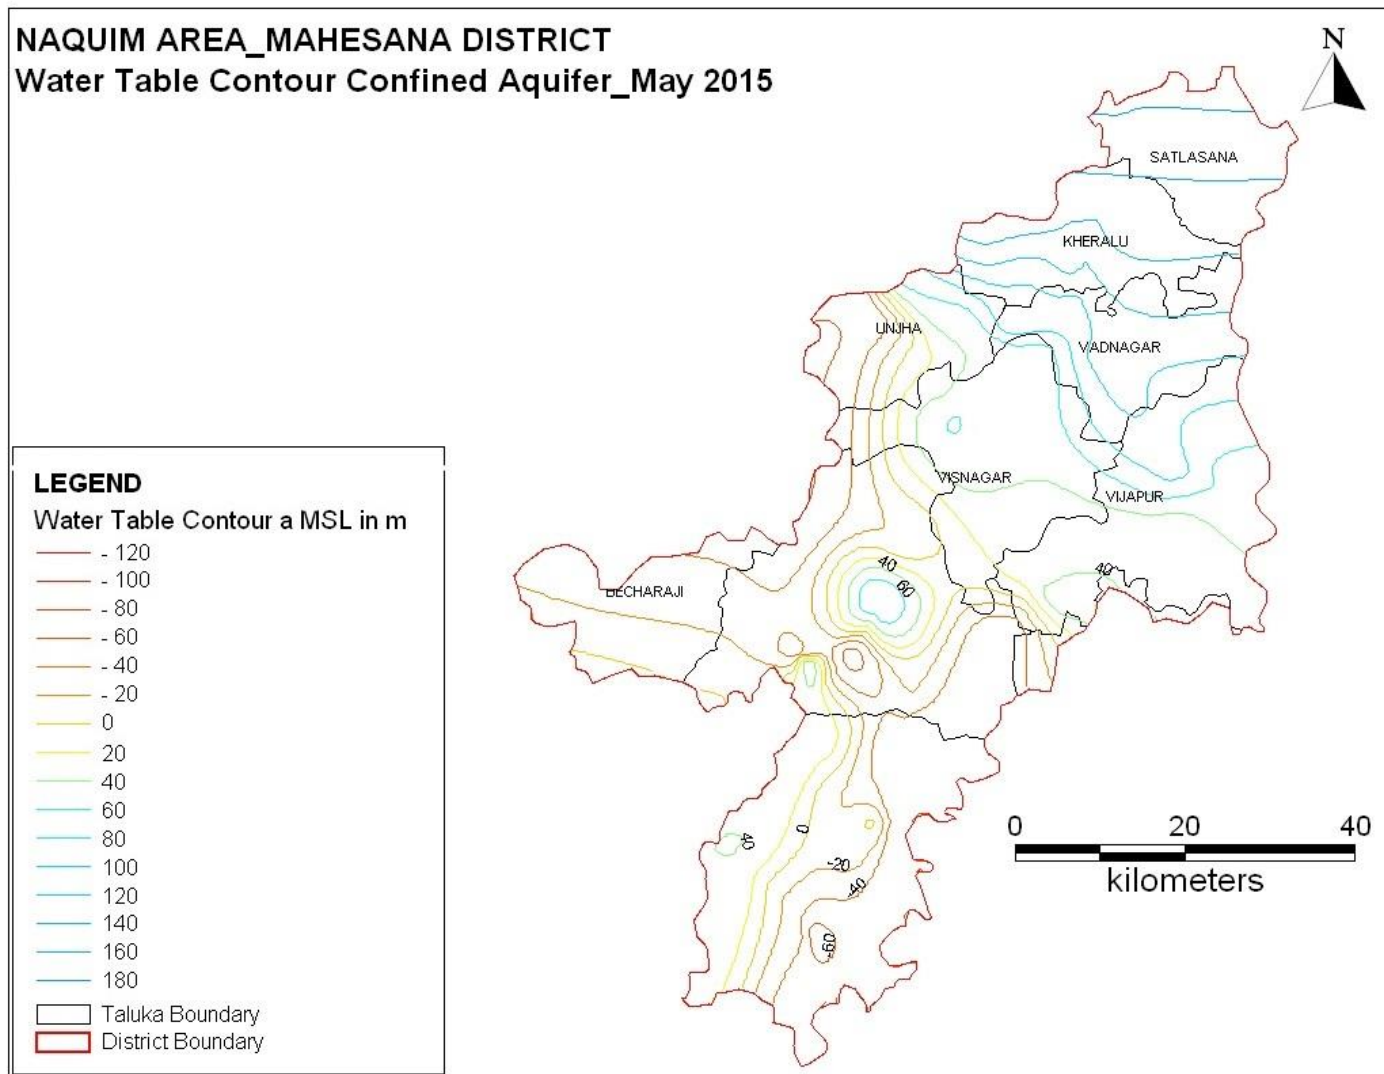 NAQUIM AREA_MAHESANA DISTRICT
Water Table Contour Confined Aquifer_May 2015
N
SATLASANA
KHERALU
UNJHA
VADNAGAR
VISNAGAR
VIJAPUR
BECHARAJI
40
60
40
40
0
-20
-40
-60
0 20 40
kilometers
LEGEND
Water Table Contour a MSL in m
- 120
- 100
- 80
- 60
- 40
- 20
0
20
40
60
80
100
120
140
160
180
Taluka Boundary
District Boundary